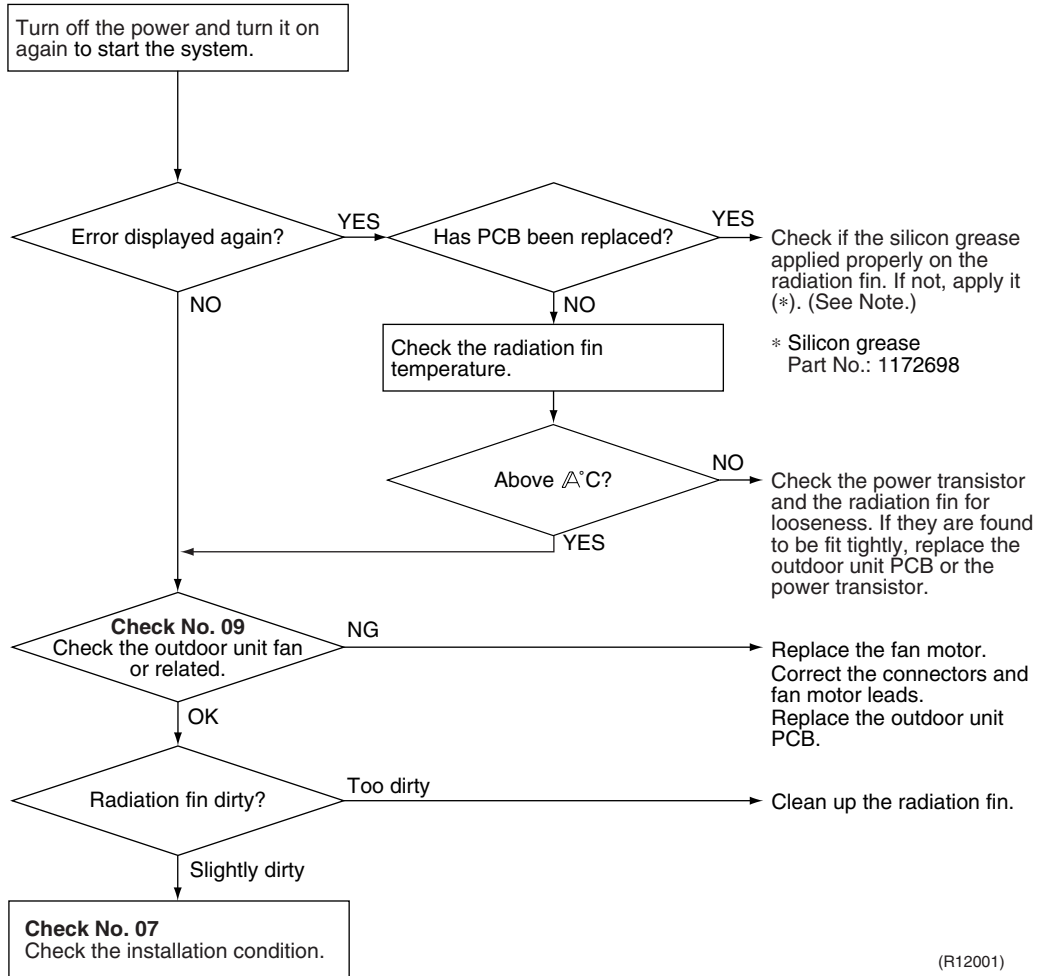 Turn off the power and turn it on
again to start the system.
Error displayed again?
YES
Has PCB been replaced?
YES
Check if the silicon grease
applied properly on the
radiation fin. If not, apply it
(∗). (See Note.)
∗ Silicon grease
Part No.: 1172698
NO
NO
Check the radiation fin
temperature.
Above 𝔸°C?
NO
Check the power transistor
and the radiation fin for
looseness. If they are found
to be fit tightly, replace the
outdoor unit PCB or the
power transistor.
YES
Check No. 09
Check the outdoor unit fan
or related.
NG
Replace the fan motor.
Correct the connectors and
fan motor leads.
Replace the outdoor unit
PCB.
OK
Radiation fin dirty?
Too dirty
Clean up the radiation fin.
Slightly dirty
Check No. 07
Check the installation condition.
(R12001)